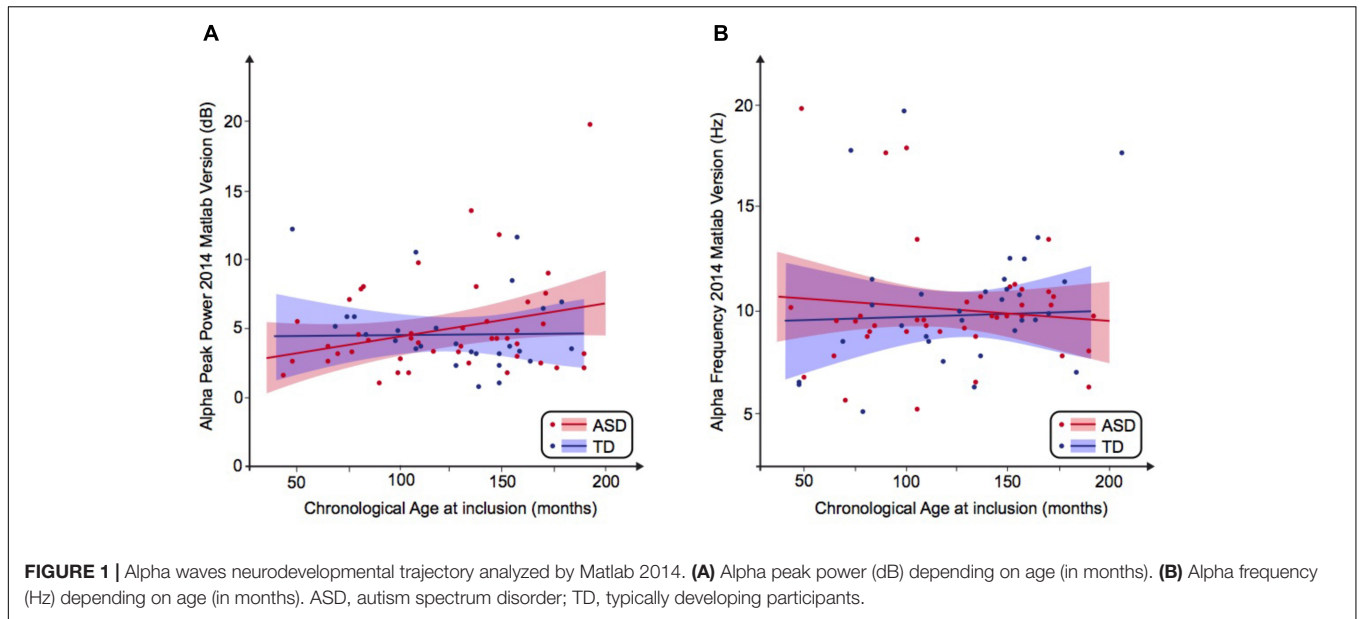 A
Alpha Peak Power 2014 Matlab Version (dB)
20
15
10
5
0
0
50
100
150
200
Chronological Age at inclusion (months)
ASD
TD
B
Alpha Frequency 2014 Matlab Version (Hz)
20
15
10
5
50
100
150
200
Chronological Age at inclusion (months)
ASD
TD
FIGURE 1 | Alpha waves neurodevelopmental trajectory analyzed by Matlab 2014. (A) Alpha peak power (dB) depending on age (in months). (B) Alpha frequency
(Hz) depending on age (in months). ASD, autism spectrum disorder; TD, typically developing participants.